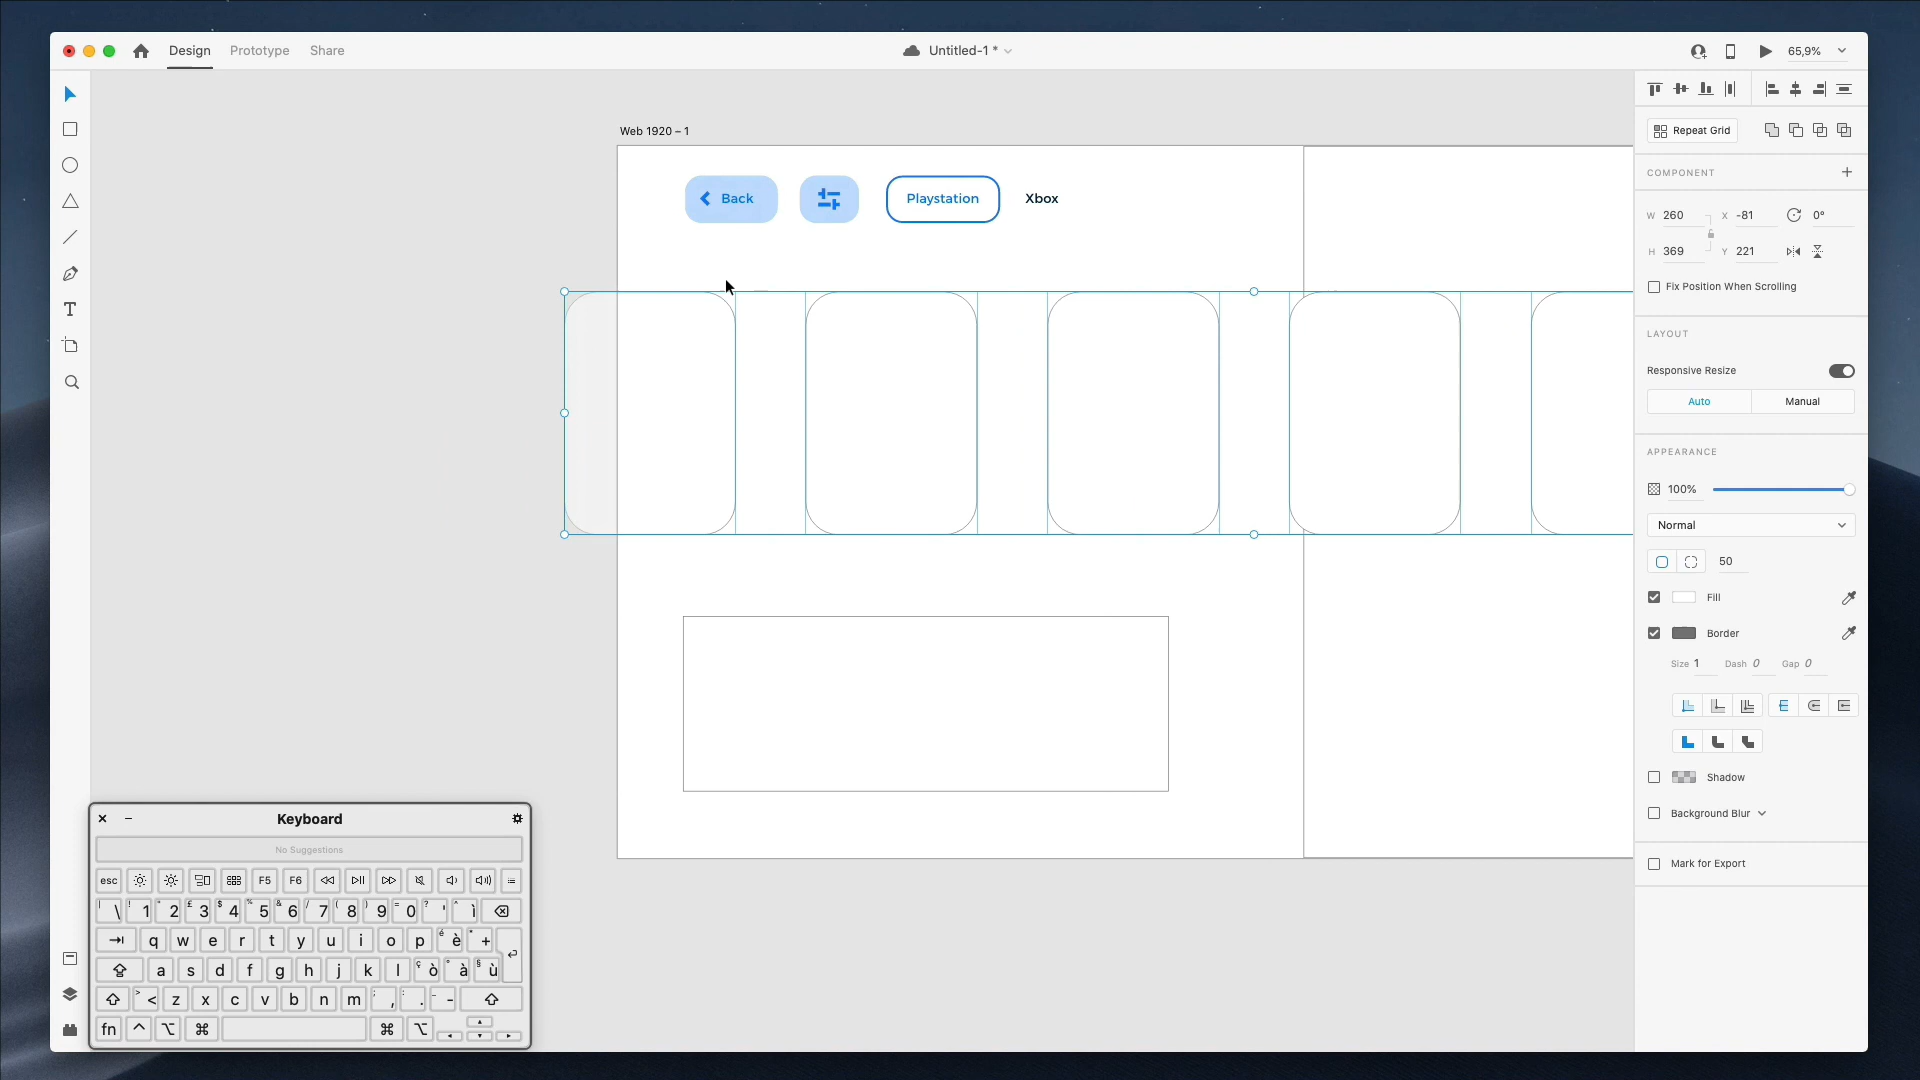 Design Prototype Share Untitled-1 * 65,9%
Web 1920 – 1
Repeat Grid
Back Playstation Xbox
COMPONENT
W 260 X -81 0°
H 369 Y 221
Fix Position When Scrolling
LAYOUT
Responsive Resize
Auto Manual
APPEARANCE
100%
Normal
50
Fill
Border
Size 1 Dash 0 Gap 0
Shadow
Background Blur
Mark for Export
Keyboard
No Suggestions
esc F5 F6
| \ ! 1 " 2 £ 3 $ 4 % 5 & 6 / 7 ( 8 ) 9 = 0 ? ' ^ ì
q w e r t y u i o p é è * +
a s d f g h j k l ç ò ° à § ù
> < z x c v b n m ; , : . _ -
fn ^ ⌥ ⌘ ⌘ ⌥